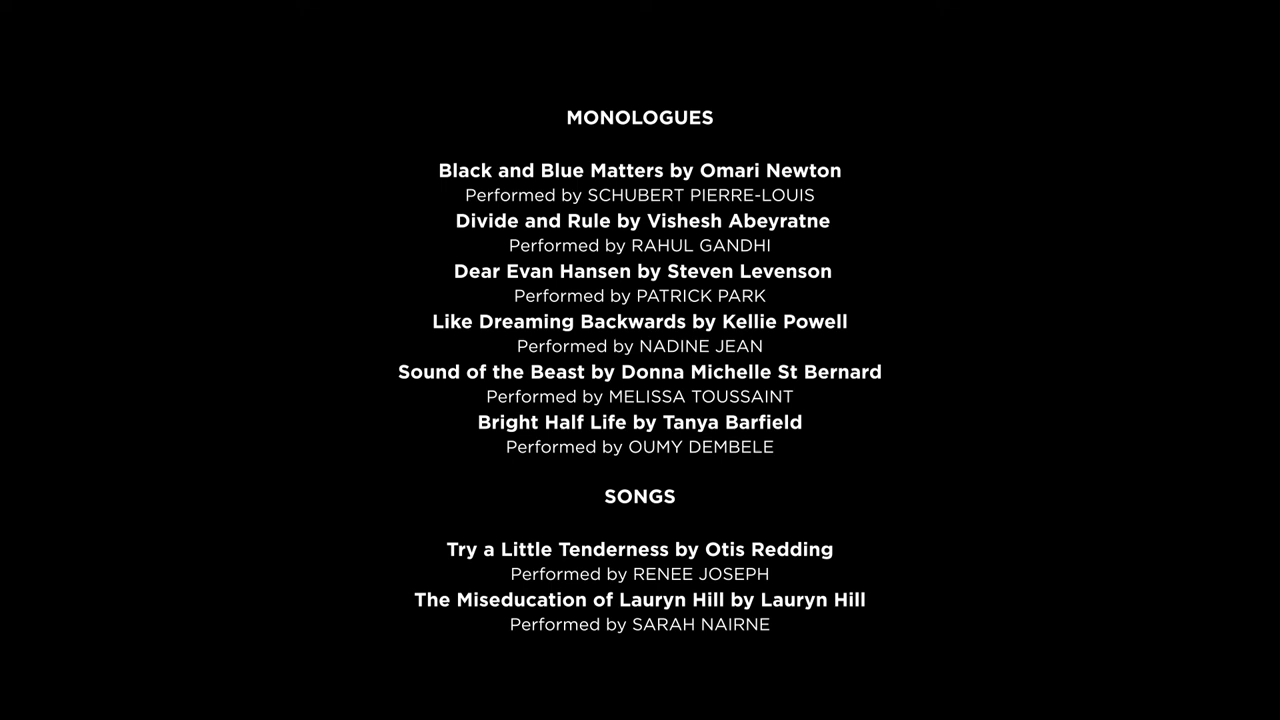 MONOLOGUES
Black and Blue Matters by Omari Newton
Performed by SCHUBERT PIERRE-LOUIS
Divide and Rule by Vishesh Abeyratne
Performed by RAHUL GANDHI
Dear Evan Hansen by Steven Levenson
Performed by PATRICK PARK
Like Dreaming Backwards by Kellie Powell
Performed by NADINE JEAN
Sound of the Beast by Donna Michelle St Bernard
Performed by MELISSA TOUSSAINT
Bright Half Life by Tanya Barfield
Performed by OUMY DEMBELE
SONGS
Try a Little Tenderness by Otis Redding
Performed by RENEE JOSEPH
The Miseducation of Lauryn Hill by Lauryn Hill
Performed by SARAH NAIRNE